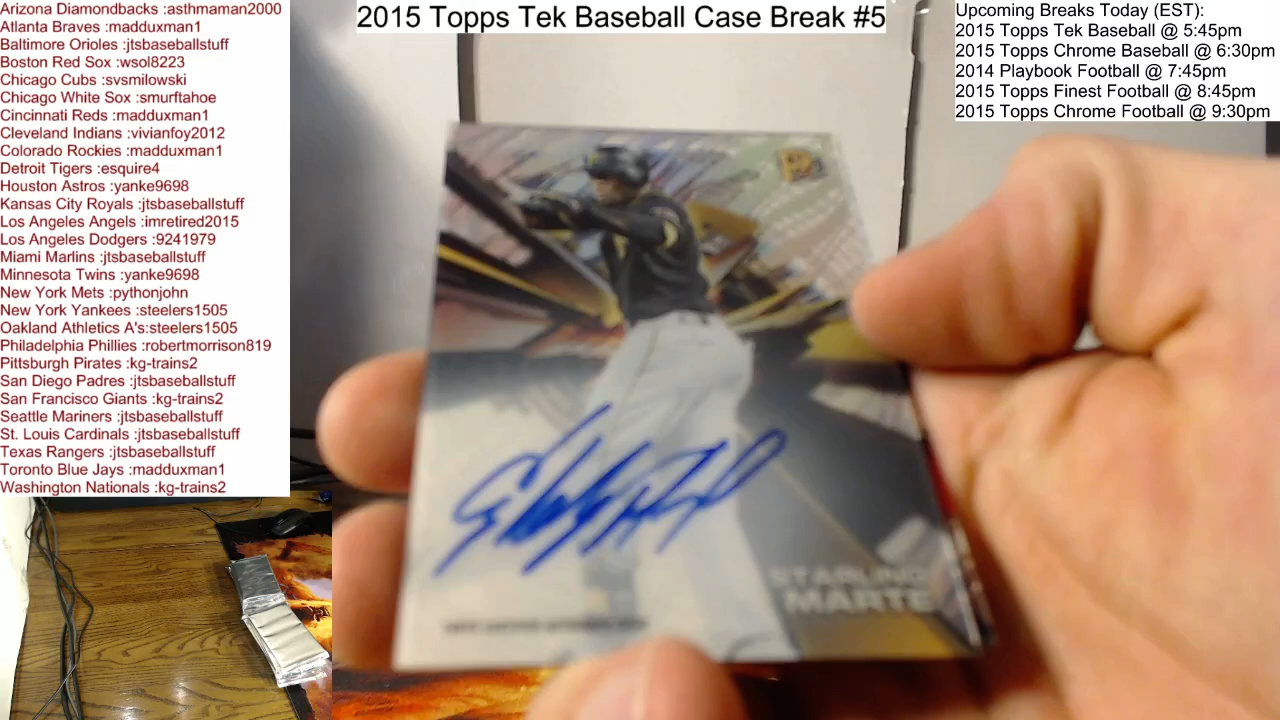 Arizona Diamondbacks :asthmaman2000
Atlanta Braves :madduxman1
Baltimore Orioles :jtsbaseballstuff
Boston Red Sox :wsol8223
Chicago Cubs :svsmilowski
Chicago White Sox :smurftahoe
Cincinnati Reds :madduxman1
Cleveland Indians :vivianfoy2012
Colorado Rockies :madduxman1
Detroit Tigers :esquire4
Houston Astros :yanke9698
Kansas City Royals :jtsbaseballstuff
Los Angeles Angels :imretired2015
Los Angeles Dodgers :9241979
Miami Marlins :jtsbaseballstuff
Minnesota Twins :yanke9698
New York Mets :pythonjohn
New York Yankees :steelers1505
Oakland Athletics A's:steelers1505
Philadelphia Phillies :robertmorrison819
Pittsburgh Pirates :kg-trains2
San Diego Padres :jtsbaseballstuff
San Francisco Giants :kg-trains2
Seattle Mariners :jtsbaseballstuff
St. Louis Cardinals :jtsbaseballstuff
Texas Rangers :jtsbaseballstuff
Toronto Blue Jays :madduxman1
Washington Nationals :kg-trains2
2015 Topps Tek Baseball Case Break #5
Upcoming Breaks Today (EST):
2015 Topps Tek Baseball @ 5:45pm
2015 Topps Chrome Baseball @ 6:30pm
2014 Playbook Football @ 7:45pm
2015 Topps Finest Football @ 8:45pm
2015 Topps Chrome Football @ 9:30pm
STARLING
MARTE